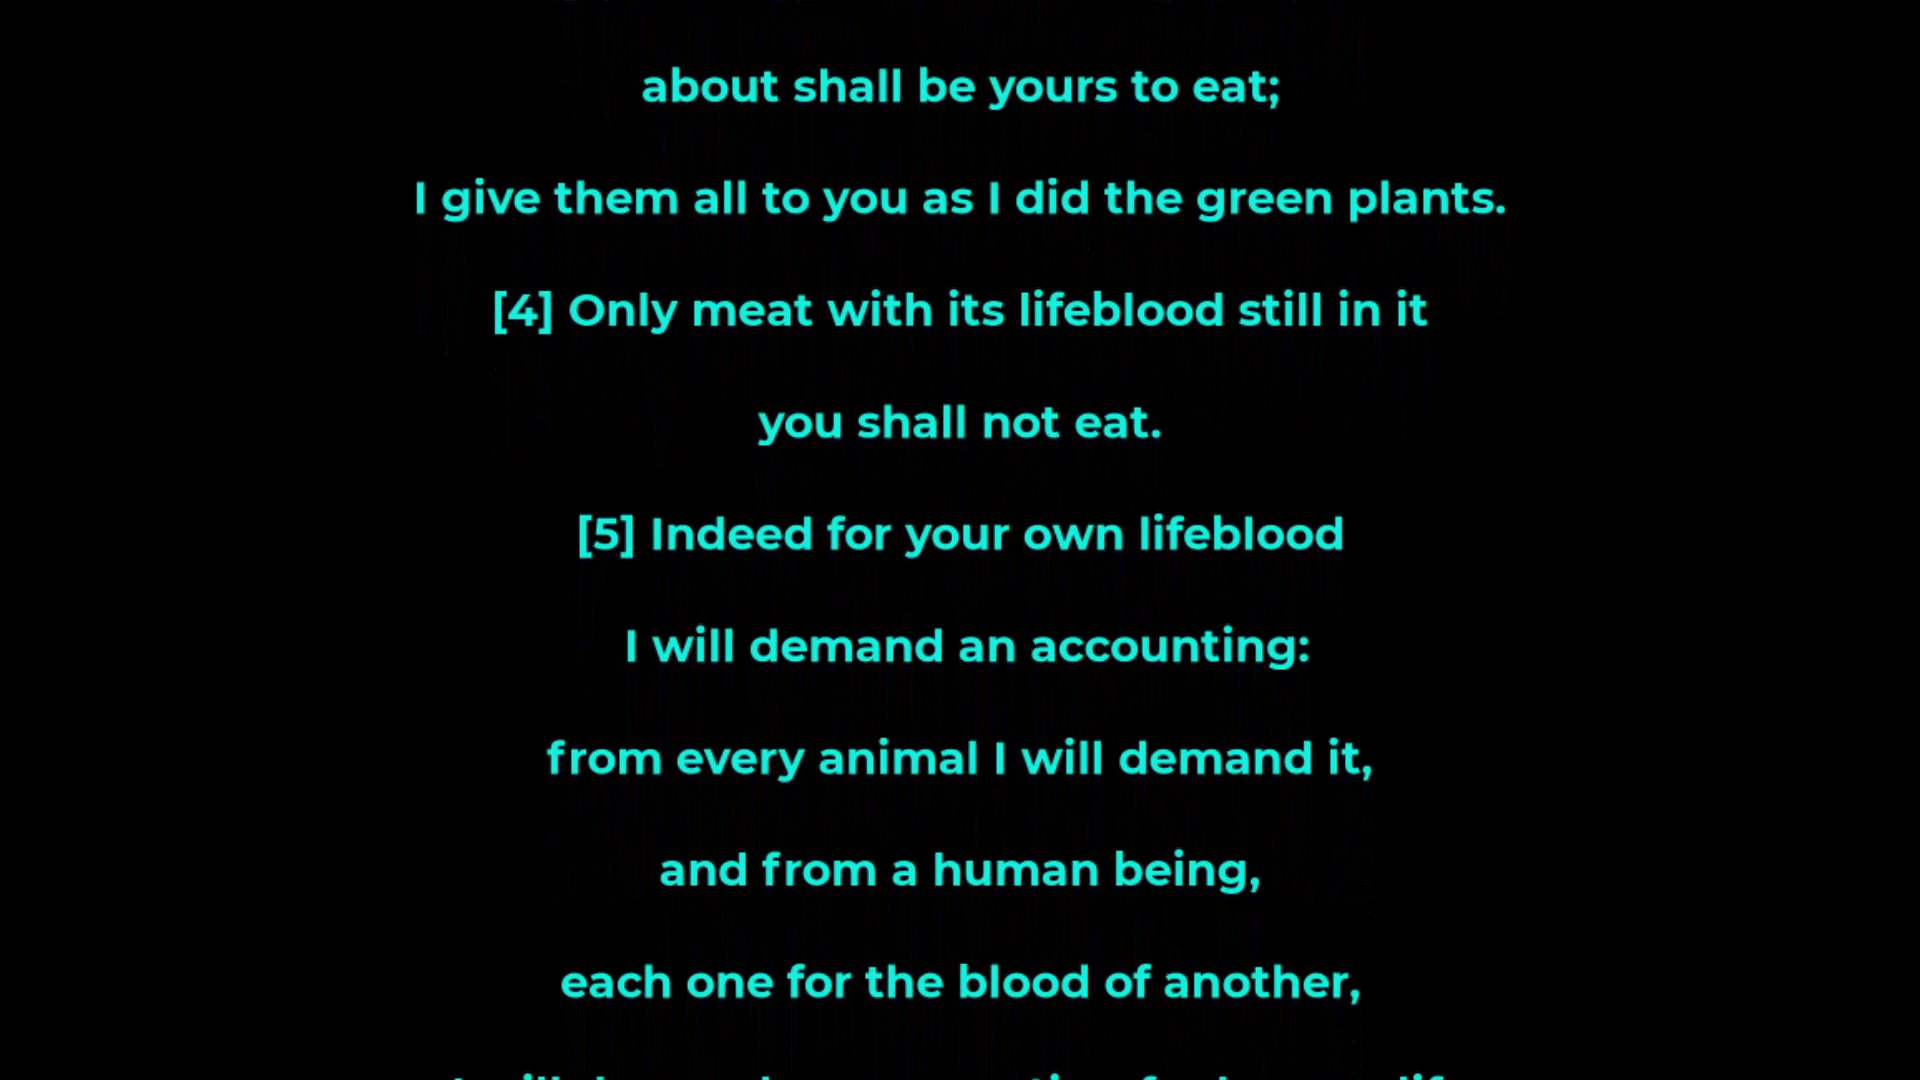 about shall be yours to eat;
I give them all to you as I did the green plants.
[4] Only meat with its lifeblood still in it
you shall not eat.
[5] Indeed for your own lifeblood
I will demand an accounting:
from every animal I will demand it,
and from a human being,
each one for the blood of another,